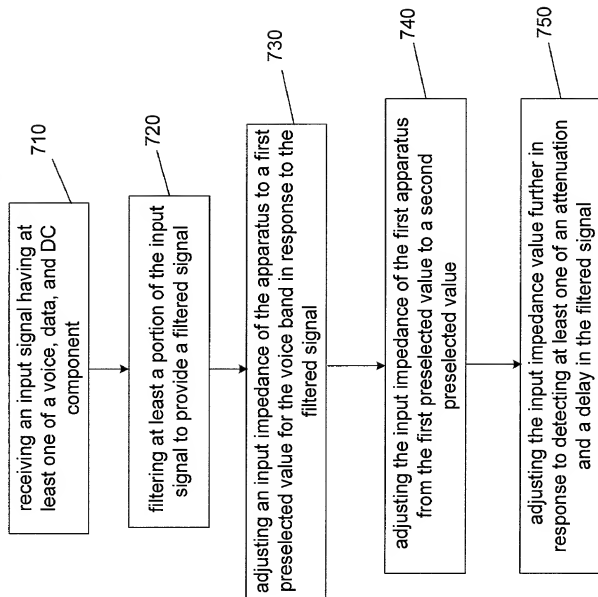 710
receiving an input signal having at
least one of a voice, data, and DC
component
720
filtering at least a portion of the input
signal to provide a filtered signal
730
adjusting an input impedance of the apparatus to a first
preselected value for the voice band in response to the
filtered signal
740
adjusting the input impedance of the first apparatus
from the first preselected value to a second
preselected value
750
adjusting the input impedance value further in
response to detecting at least one of an attenuation
and a delay in the filtered signal